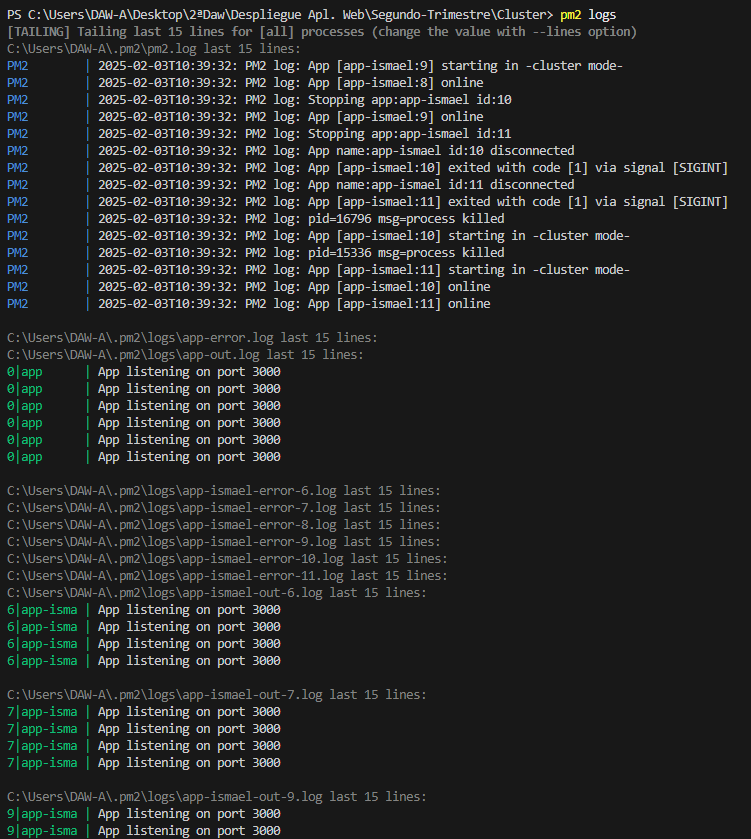 PS C:\Users\DAW-A\Desktop\2ªDaw\Despliegue Apl. Web\Segundo-Trimestre\Cluster> pm2 logs
[TAILING] Tailing last 15 lines for [all] processes (change the value with --lines option)
C:\Users\DAW-A\.pm2\pm2.log last 15 lines:
PM2        | 2025-02-03T10:39:32: PM2 log: App [app-ismael:9] starting in -cluster mode-
PM2        | 2025-02-03T10:39:32: PM2 log: App [app-ismael:8] online
PM2        | 2025-02-03T10:39:32: PM2 log: Stopping app:app-ismael id:10
PM2        | 2025-02-03T10:39:32: PM2 log: App [app-ismael:9] online
PM2        | 2025-02-03T10:39:32: PM2 log: Stopping app:app-ismael id:11
PM2        | 2025-02-03T10:39:32: PM2 log: App name:app-ismael id:10 disconnected
PM2        | 2025-02-03T10:39:32: PM2 log: App [app-ismael:10] exited with code [1] via signal [SIGINT]
PM2        | 2025-02-03T10:39:32: PM2 log: App name:app-ismael id:11 disconnected
PM2        | 2025-02-03T10:39:32: PM2 log: App [app-ismael:11] exited with code [1] via signal [SIGINT]
PM2        | 2025-02-03T10:39:32: PM2 log: pid=16796 msg=process killed
PM2        | 2025-02-03T10:39:32: PM2 log: App [app-ismael:10] starting in -cluster mode-
PM2        | 2025-02-03T10:39:32: PM2 log: pid=15336 msg=process killed
PM2        | 2025-02-03T10:39:32: PM2 log: App [app-ismael:11] starting in -cluster mode-
PM2        | 2025-02-03T10:39:32: PM2 log: App [app-ismael:10] online
PM2        | 2025-02-03T10:39:32: PM2 log: App [app-ismael:11] online
C:\Users\DAW-A\.pm2\logs\app-error.log last 15 lines:
C:\Users\DAW-A\.pm2\logs\app-out.log last 15 lines:
0|app      | App listening on port 3000
0|app      | App listening on port 3000
0|app      | App listening on port 3000
0|app      | App listening on port 3000
0|app      | App listening on port 3000
0|app      | App listening on port 3000
C:\Users\DAW-A\.pm2\logs\app-ismael-error-6.log last 15 lines:
C:\Users\DAW-A\.pm2\logs\app-ismael-error-7.log last 15 lines:
C:\Users\DAW-A\.pm2\logs\app-ismael-error-8.log last 15 lines:
C:\Users\DAW-A\.pm2\logs\app-ismael-error-9.log last 15 lines:
C:\Users\DAW-A\.pm2\logs\app-ismael-error-10.log last 15 lines:
C:\Users\DAW-A\.pm2\logs\app-ismael-error-11.log last 15 lines:
C:\Users\DAW-A\.pm2\logs\app-ismael-out-6.log last 15 lines:
6|app-isma | App listening on port 3000
6|app-isma | App listening on port 3000
6|app-isma | App listening on port 3000
6|app-isma | App listening on port 3000
C:\Users\DAW-A\.pm2\logs\app-ismael-out-7.log last 15 lines:
7|app-isma | App listening on port 3000
7|app-isma | App listening on port 3000
7|app-isma | App listening on port 3000
7|app-isma | App listening on port 3000
C:\Users\DAW-A\.pm2\logs\app-ismael-out-9.log last 15 lines:
9|app-isma | App listening on port 3000
9|app-isma | App listening on port 3000